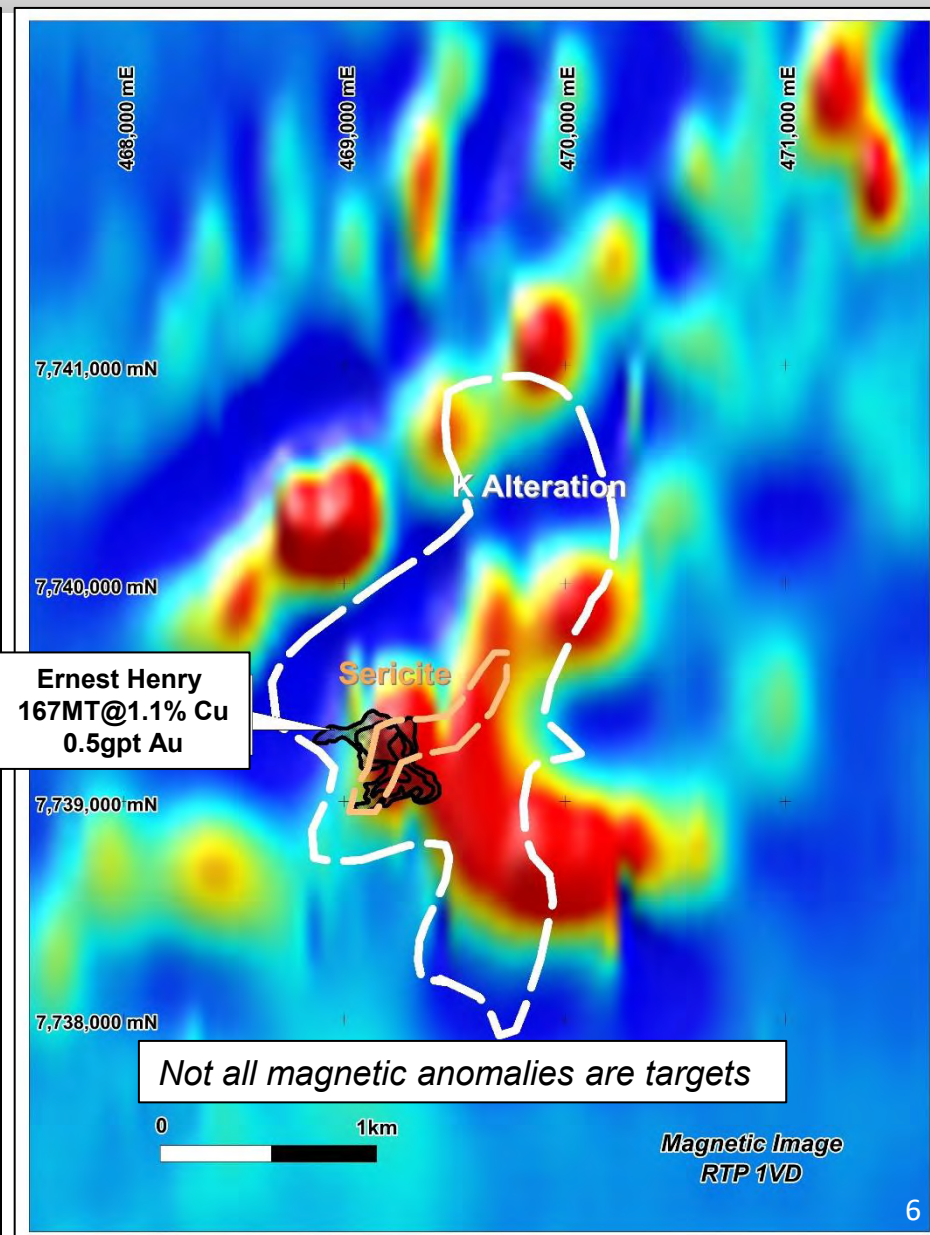 468,000 mE
469,000 mE
470,000 mE
471,000 mE
7,741,000 mN
K Alteration
7,740,000 mN
Sericite
Ernest Henry
167MT@1.1% Cu
0.5gpt Au
7,739,000 mN
7,738,000 mN
Not all magnetic anomalies are targets
0 1km
Magnetic Image
RTP 1VD
6